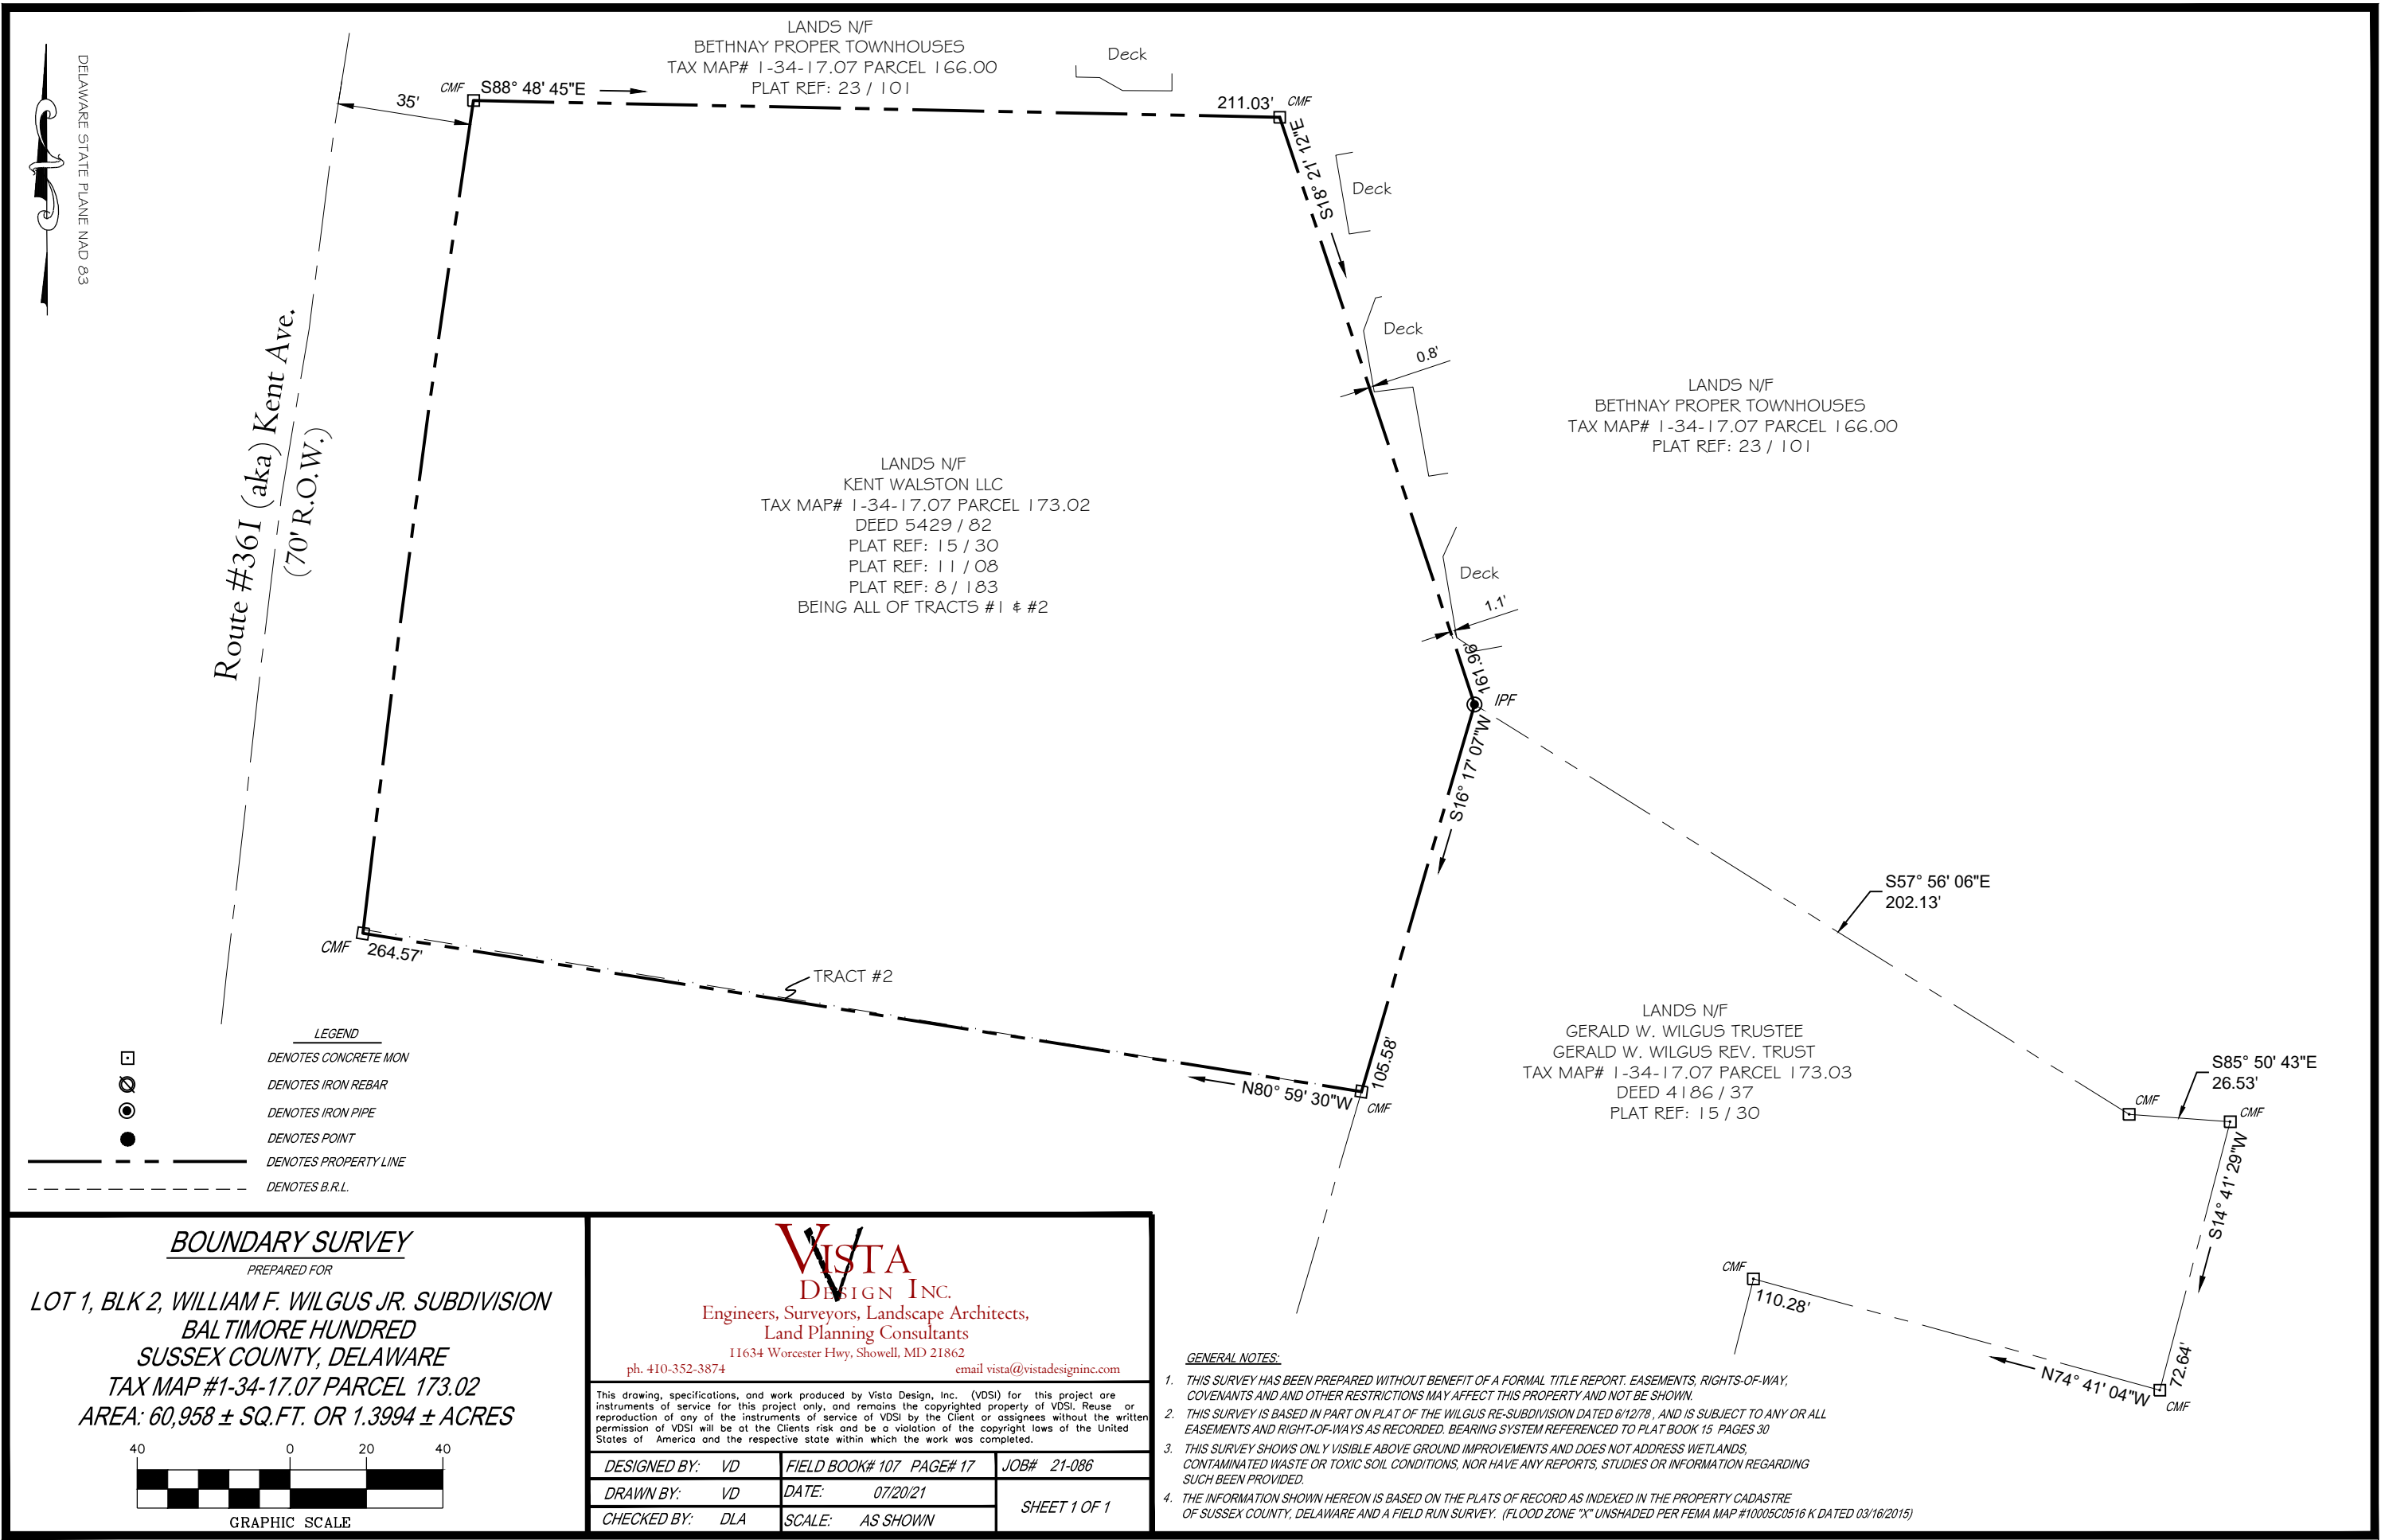 DELAWARE STATE PLANE NAD 83
Route #361 (aka) Kent Ave.
(70' R.O.W.)
35'
CMF
S88° 48' 45"E
LANDS N/F
BETHNAY PROPER TOWNHOUSES
TAX MAP# 1-34-17.07 PARCEL 166.00
PLAT REF: 23 / 101
Deck
211.03'
CMF
S18° 21' 12"E
Deck
Deck
0.8'
LANDS N/F
BETHNAY PROPER TOWNHOUSES
TAX MAP# 1-34-17.07 PARCEL 166.00
PLAT REF: 23 / 101
LANDS N/F
KENT WALSTON LLC
TAX MAP# 1-34-17.07 PARCEL 173.02
DEED 5429 / 82
PLAT REF: 15 / 30
PLAT REF: 11 / 08
PLAT REF: 8 / 183
BEING ALL OF TRACTS #1 & #2
Deck
1.1'
161.96'
IPF
S16° 17' 07"W
S57° 56' 06"E
202.13'
CMF
264.57'
TRACT #2
105.58'
N80° 59' 30"W
CMF
LANDS N/F
GERALD W. WILGUS TRUSTEE
GERALD W. WILGUS REV. TRUST
TAX MAP# 1-34-17.07 PARCEL 173.03
DEED 4186 / 37
PLAT REF: 15 / 30
S85° 50' 43"E
26.53'
CMF
CMF
S14° 41' 29"W
72.64'
CMF
110.28'
N74° 41' 04"W
CMF
LEGEND
DENOTES CONCRETE MON
DENOTES IRON REBAR
DENOTES IRON PIPE
DENOTES POINT
DENOTES PROPERTY LINE
DENOTES B.R.L.
BOUNDARY SURVEY
PREPARED FOR
LOT 1, BLK 2, WILLIAM F. WILGUS JR. SUBDIVISION
BALTIMORE HUNDRED
SUSSEX COUNTY, DELAWARE
TAX MAP #1-34-17.07 PARCEL 173.02
AREA: 60,958 ± SQ.FT. OR 1.3994 ± ACRES
40 0 20 40
GRAPHIC SCALE
VISTA
DESIGN INC.
Engineers, Surveyors, Landscape Architects,
Land Planning Consultants
11634 Worcester Hwy, Showell, MD 21862
ph. 410-352-3874 email vista@vistadesigninc.com
This drawing, specifications, and work produced by Vista Design, Inc. (VDSI) for this project are
instruments of service for this project only, and remains the copyrighted property of VDSI. Reuse or
reproduction of any of the instruments of service of VDSI by the Client or assignees without the written
permission of VDSI will be at the Clients risk and be a violation of the copyright laws of the United
States of America and the respective state within which the work was completed.
DESIGNED BY: VD FIELD BOOK# 107 PAGE# 17 JOB# 21-086
DRAWN BY: VD DATE: 07/20/21
SHEET 1 OF 1
CHECKED BY: DLA SCALE: AS SHOWN
GENERAL NOTES:
1. THIS SURVEY HAS BEEN PREPARED WITHOUT BENEFIT OF A FORMAL TITLE REPORT. EASEMENTS, RIGHTS-OF-WAY,
COVENANTS AND AND OTHER RESTRICTIONS MAY AFFECT THIS PROPERTY AND NOT BE SHOWN.
2. THIS SURVEY IS BASED IN PART ON PLAT OF THE WILGUS RE-SUBDIVISION DATED 6/12/78 , AND IS SUBJECT TO ANY OR ALL
EASEMENTS AND RIGHT-OF-WAYS AS RECORDED. BEARING SYSTEM REFERENCED TO PLAT BOOK 15 PAGES 30
3. THIS SURVEY SHOWS ONLY VISIBLE ABOVE GROUND IMPROVEMENTS AND DOES NOT ADDRESS WETLANDS,
CONTAMINATED WASTE OR TOXIC SOIL CONDITIONS, NOR HAVE ANY REPORTS, STUDIES OR INFORMATION REGARDING
SUCH BEEN PROVIDED.
4. THE INFORMATION SHOWN HEREON IS BASED ON THE PLATS OF RECORD AS INDEXED IN THE PROPERTY CADASTRE
OF SUSSEX COUNTY, DELAWARE AND A FIELD RUN SURVEY. (FLOOD ZONE "X" UNSHADED PER FEMA MAP #10005C0516 K DATED 03/16/2015)